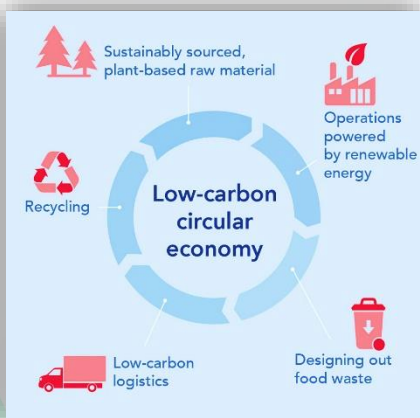 Sustainably sourced,
plant-based raw material
Operations
powered
by renewable
energy
Recycling
Low-carbon
circular
economy
Low-carbon
logistics
Designing out
food waste